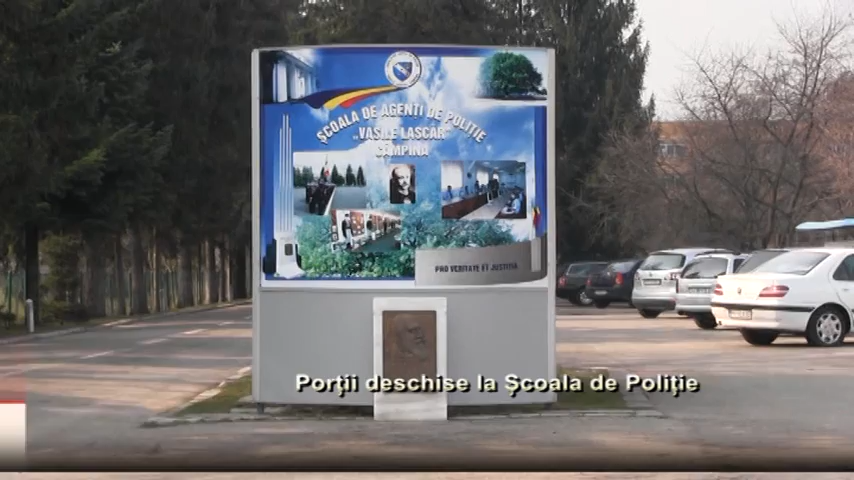 ŞCOALA DE AGENŢI DE POLIŢIE
„VASILE LASCĂR”
CÂMPINA
PRO VERITATE ET JUSTITIA
Porţii deschise la Şcoala de Poliţie